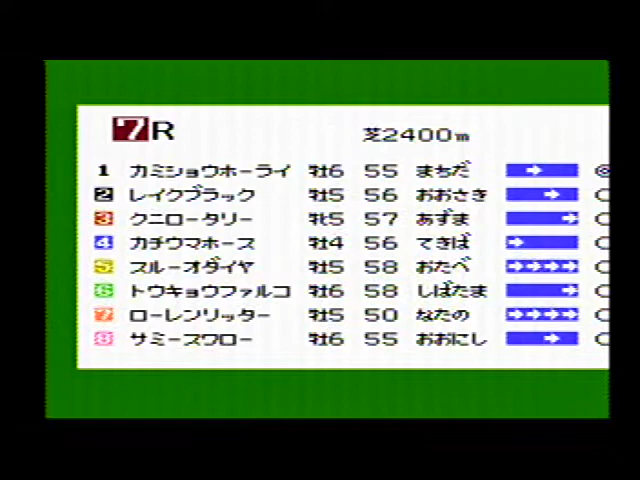 7R 芝2400m
1 カミショウホーライ 牡6 55 まちだ → ◎
2 レイクブラック 牡5 56 おおさき → ○
3 クニロータリー 牝5 57 あずま → ○
4 カチウマホース 牡4 56 てきば → ○
5 スルーオダイヤ 牡5 58 おたべ →→→→ ○
6 トウキョウファルコ 牡6 58 しばたま → ○
7 ローレンリッター 牡5 50 なたの →→→→ ○
8 サミースワロー 牡6 55 おおにし → ○